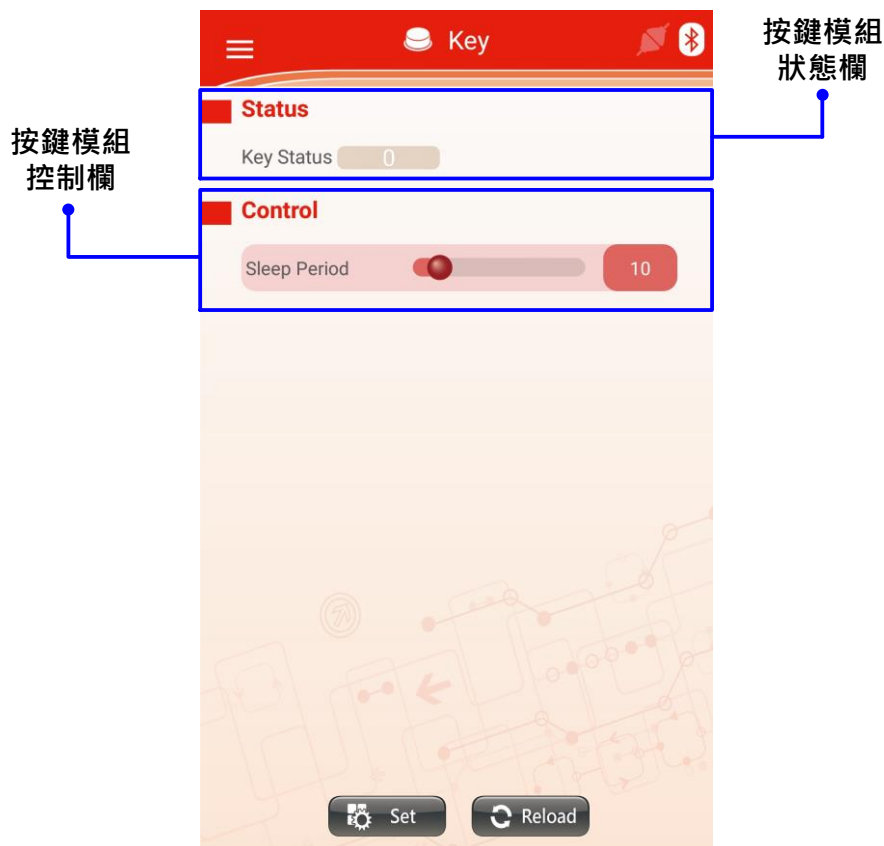 Key
按鍵模組
狀態欄
Status
Key Status 0
按鍵模組
控制欄
Control
Sleep Period 10
Set
Reload